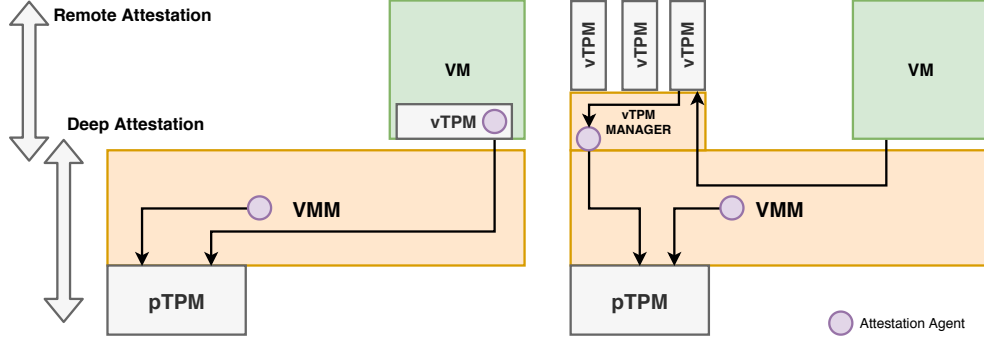 Remote Attestation
Deep Attestation
VM
vTPM
VMM
pTPM
vTPM
vTPM
vTPM
vTPM
MANAGER
VM
VMM
pTPM
Attestation Agent